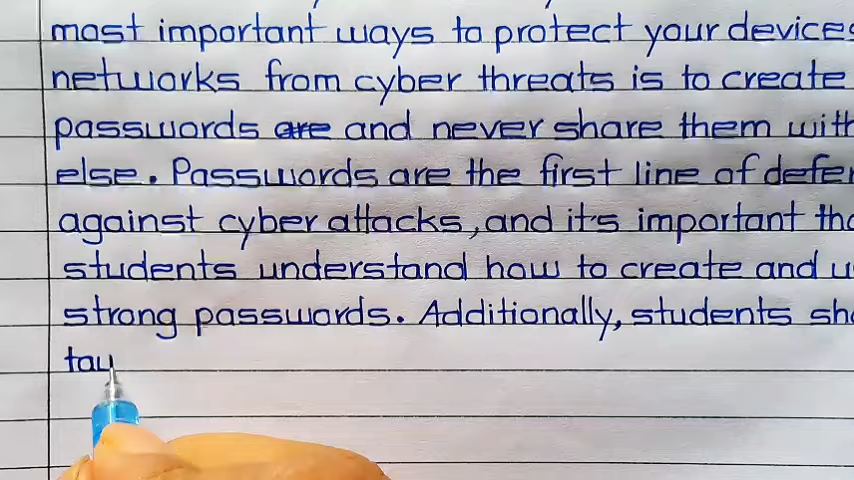 most important ways to protect your devices
networks from cyber threats is to create
passwords are and never share them with
else. Passwords are the first line of defen
against cyber attacks, and it's important tha
students understand how to create and u
strong passwords. Additionally, students sho
tau